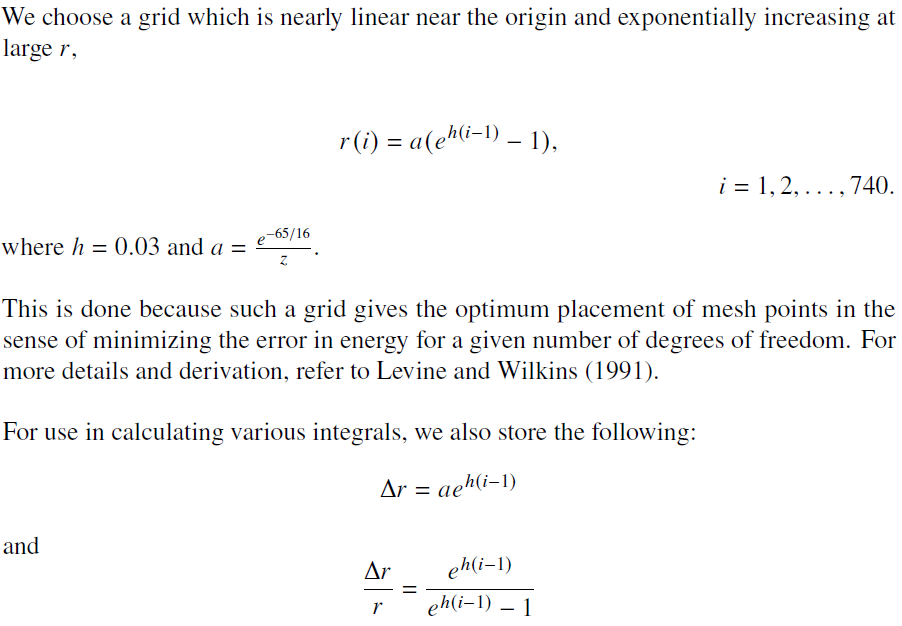 We choose a grid which is nearly linear near the origin and exponentially increasing at
large r,
r(i) = a(e^{h(i−1)} − 1),
i = 1, 2, . . . , 740.
where h = 0.03 and a = \frac{e^{−65/16}}{z}.
This is done because such a grid gives the optimum placement of mesh points in the
sense of minimizing the error in energy for a given number of degrees of freedom. For
more details and derivation, refer to Levine and Wilkins (1991).
For use in calculating various integrals, we also store the following:
Δr = ae^{h(i−1)}
and
\frac{Δr}{r} = \frac{e^{h(i−1)}}{e^{h(i−1)} − 1}